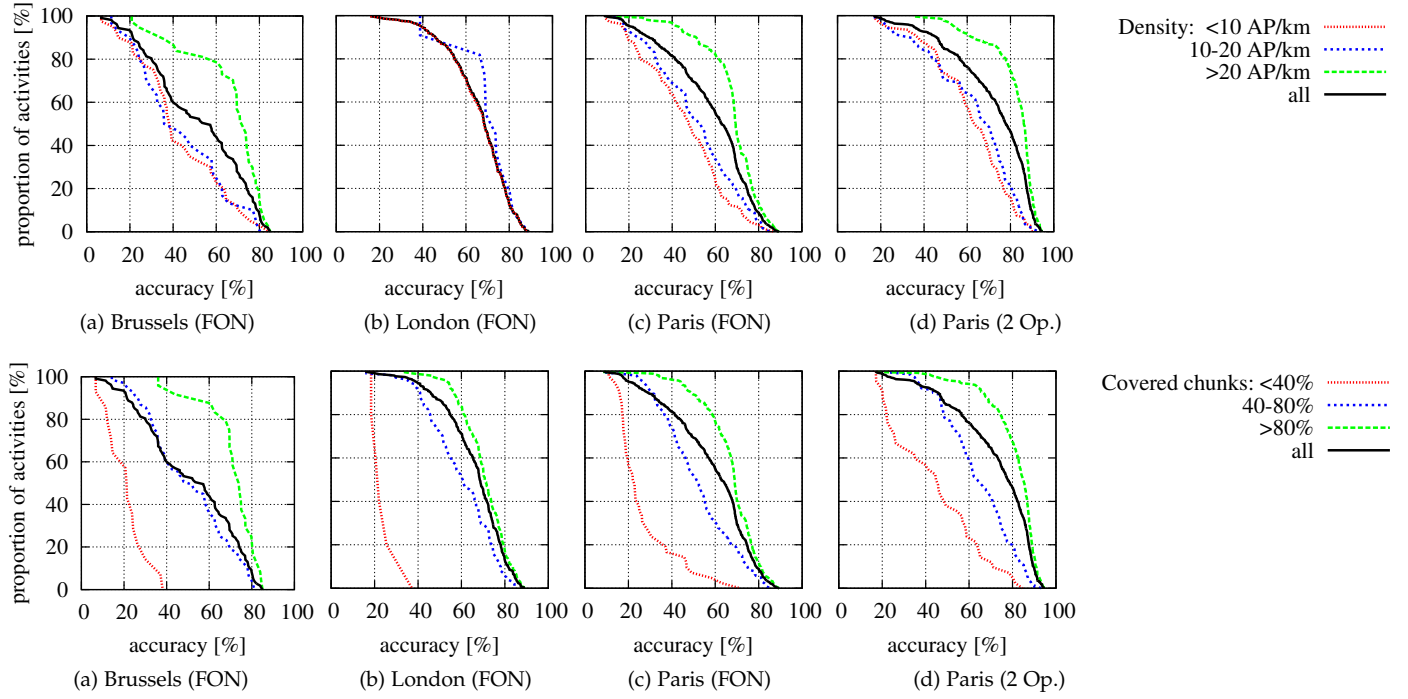 proportion of activities [%]
100
80
60
40
20
0
0 20 40 60 80 100
accuracy [%]
(a) Brussels (FON)
0 20 40 60 80 100
accuracy [%]
(b) London (FON)
0 20 40 60 80 100
accuracy [%]
(c) Paris (FON)
0 20 40 60 80 100
accuracy [%]
(d) Paris (2 Op.)
Density: <10 AP/km
10-20 AP/km
>20 AP/km
all
proportion of activities [%]
100
80
60
40
20
0
0 20 40 60 80 100
accuracy [%]
(a) Brussels (FON)
0 20 40 60 80 100
accuracy [%]
(b) London (FON)
0 20 40 60 80 100
accuracy [%]
(c) Paris (FON)
0 20 40 60 80 100
accuracy [%]
(d) Paris (2 Op.)
Covered chunks: <40%
40-80%
>80%
all